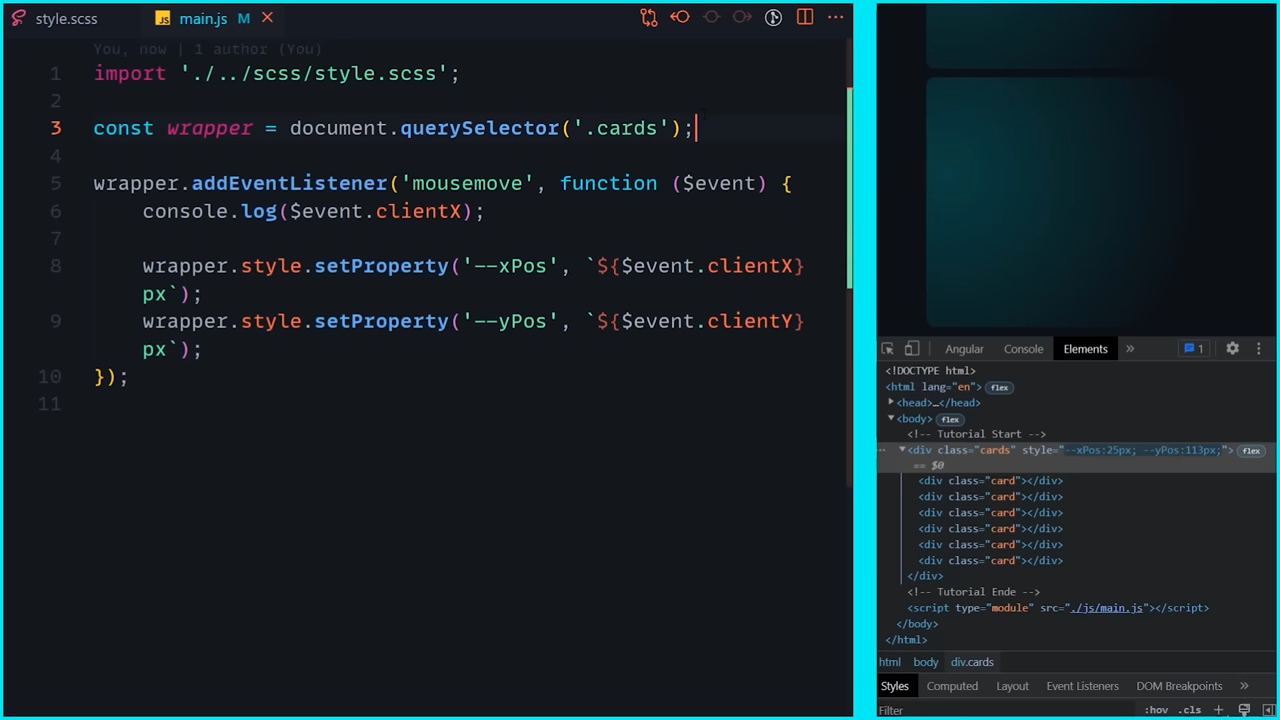 style.scss
JS main.js M
You, now | 1 author (You)
1 import './../scss/style.scss';
2
3 const wrapper = document.querySelector('.cards');
4
5 wrapper.addEventListener('mousemove', function ($event) {
6 console.log($event.clientX);
7
8 wrapper.style.setProperty('--xPos', `${$event.clientX}
px`);
9 wrapper.style.setProperty('--yPos', `${$event.clientY}
px`);
10 });
11
Angular Console Elements » 1
<!DOCTYPE html>
<html lang="en"> flex
<head>…</head>
<body> flex
<!-- Tutorial Start -->
<div class="cards" style="--xPos:25px; --yPos:113px;"> flex
== $0
<div class="card"></div>
<div class="card"></div>
<div class="card"></div>
<div class="card"></div>
<div class="card"></div>
<div class="card"></div>
</div>
<!-- Tutorial Ende -->
<script type="module" src="./js/main.js"></script>
</body>
</html>
html body div.cards
Styles Computed Layout Event Listeners DOM Breakpoints »
Filter :hov .cls +